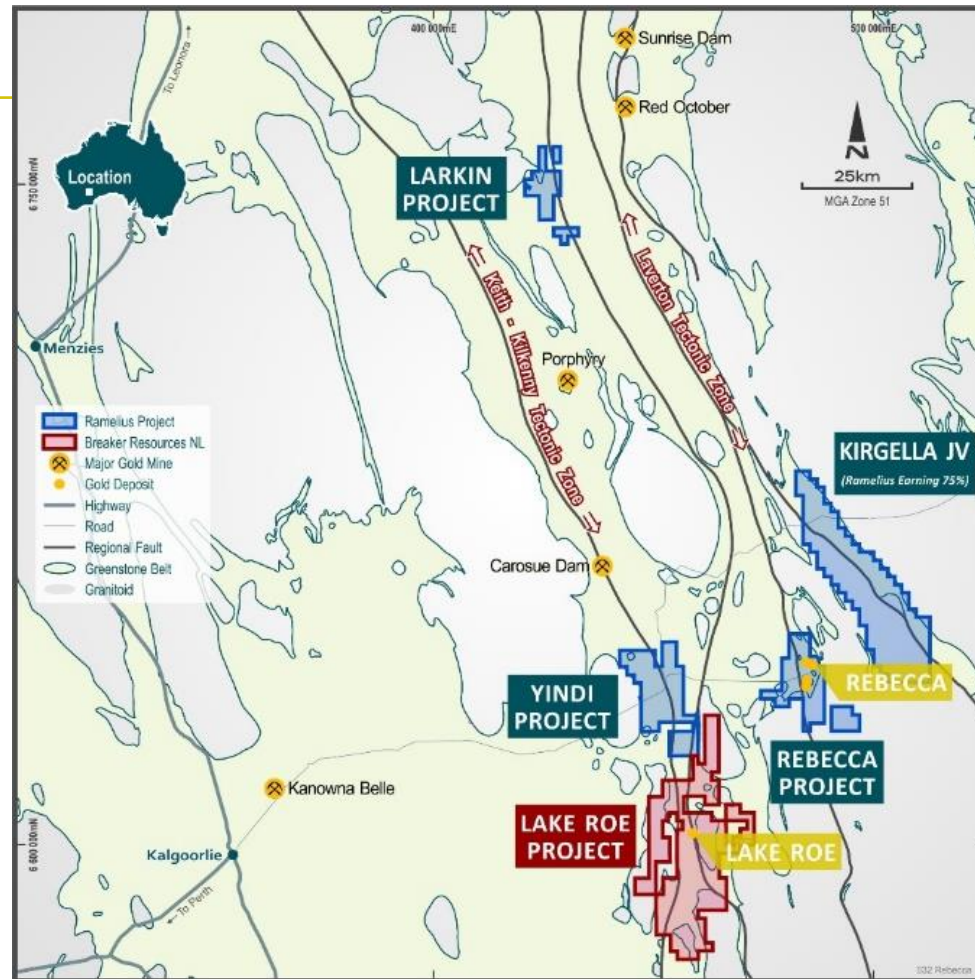 400 000mE
500 000mE
To Leonora
Sunrise Dam
Red October
Location
6 750 000mN
LARKIN
PROJECT
N
25km
MGA Zone 51
Keith - Kilkenny Tectonic Zone
Laverton Tectonic Zone
Menzies
Porphyry
Ramelius Project
Breaker Resources NL
Major Gold Mine
Gold Deposit
Highway
Road
Regional Fault
Greenstone Belt
Granitoid
KIRGELLA JV
(Ramelius Earning 75%)
Carosue Dam
YINDI
PROJECT
REBECCA
REBECCA
PROJECT
Kanowna Belle
LAKE ROE
PROJECT
LAKE ROE
6 600 000mN
Kalgoorlie
To Perth
S32 Rebecca